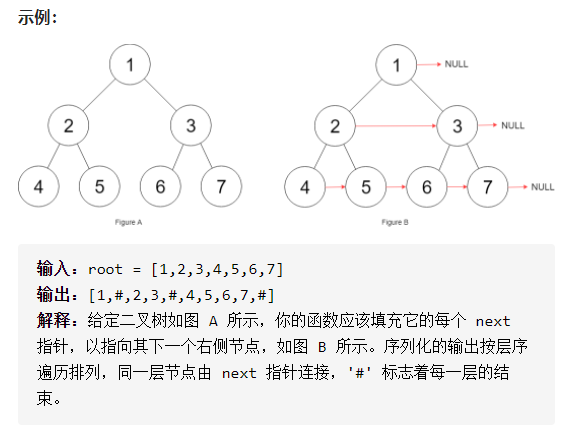 示例：
1
2 3
4 5 6 7
Figure A
1 NULL
2 3 NULL
4 5 6 7 NULL
Figure B
输入：root = [1,2,3,4,5,6,7]
输出：[1,#,2,3,#,4,5,6,7,#]
解释：给定二叉树如图 A 所示，你的函数应该填充它的每个 next
指针，以指向其下一个右侧节点，如图 B 所示。序列化的输出按层序
遍历排列，同一层节点由 next 指针连接，'#' 标志着每一层的结
束。